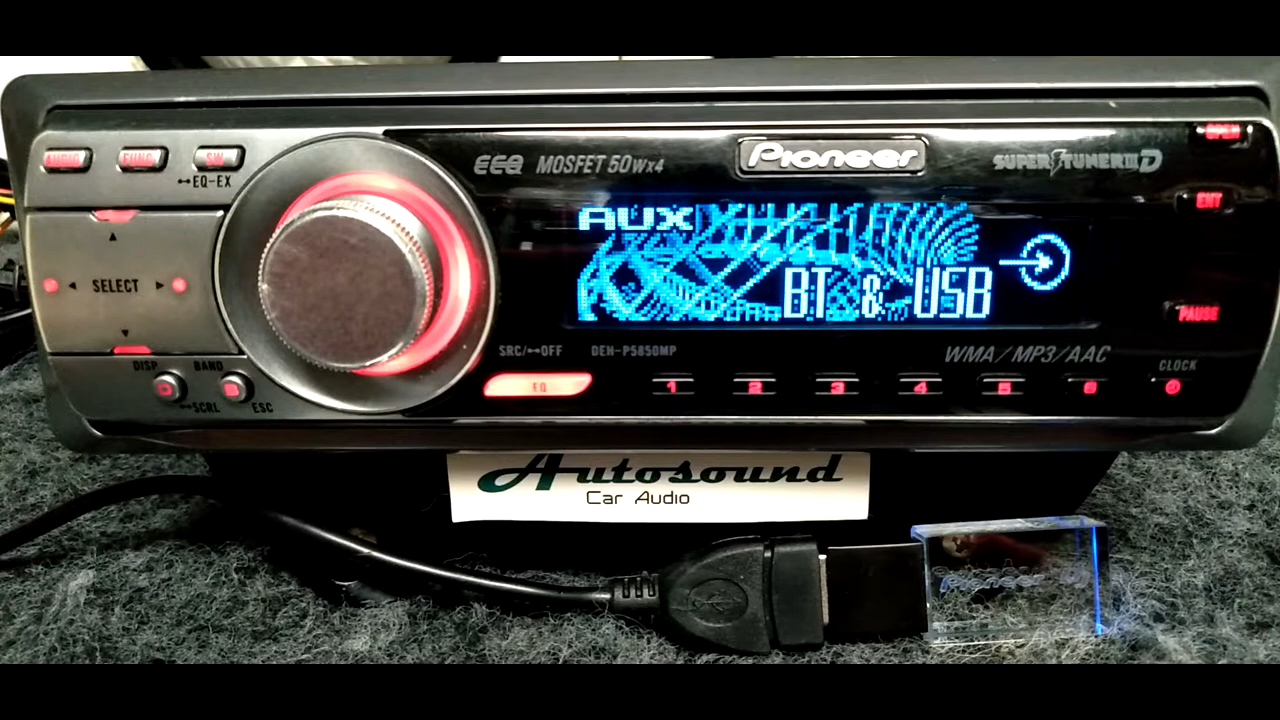 AUDIO FUNC SW
EQ-EX
SELECT
DISP BAND
D B
SCRL ESC
EEQ MOSFET 50Wx4
Pioneer
SUPER TUNER III D
OPEN
ENT
AUX
BT & USB
PAUSE
SRC/OFF DEH-P5850MP
WMA/MP3/AAC
CLOCK
EQ 1 2 3 4 5 6
Autosound
Car Audio
Pioneer